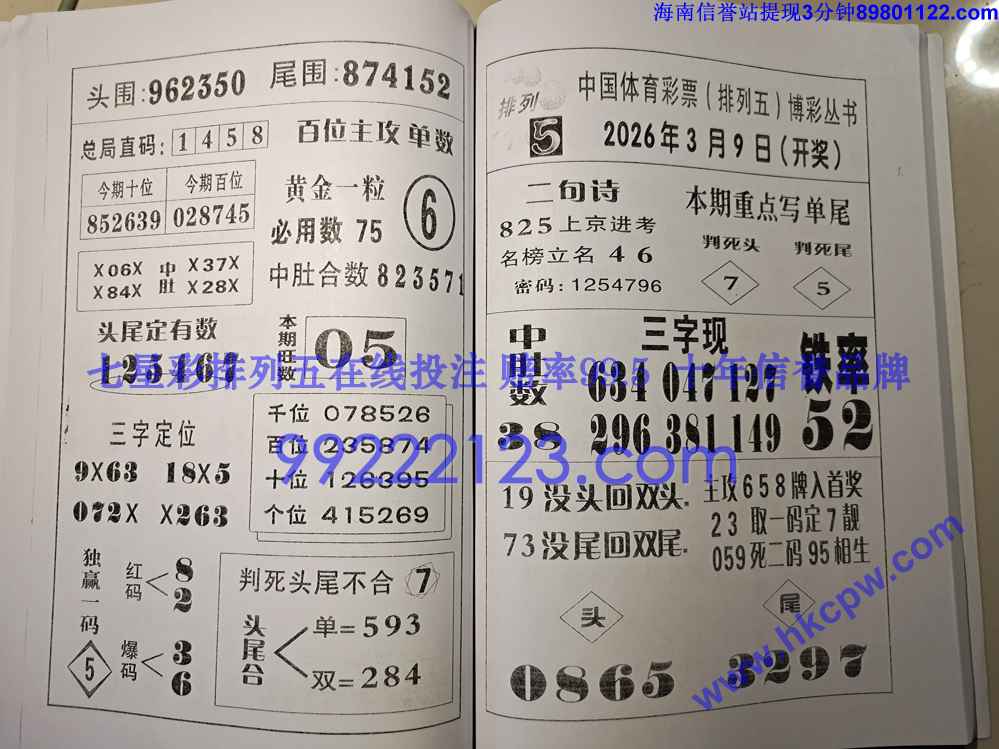 海南信誉站提现3分钟89801122.com
头围:962350 尾围:874152
总局直码: 1 4 5 8
百位主攻单数
今期十位 今期百位
852639 028745
黄金一粒
必用数 75
6
X06X 中 X37X
X84X 肚 X28X
中肚合数 823571
头尾定有数
125467
本期旺数
05
三字定位
9X63 18X5
072X X263
千位 078526
百位 235874
十位 126395
个位 415269
独赢一码
5
红码 8 2
爆码 3 6
判死头尾不合 7
头尾合
单=593
双=284
排列
5
中国体育彩票(排列五)博彩丛书
2026年3月9日(开奖)
二句诗
825上京进考
名榜立名 4 6
密码:1254796
本期重点写单尾
判死头 判死尾
7 5
中肚数
38
三字现
634 047 127
296 381 149
铁率
52
19没头回双头.
73没尾回双尾.
主攻658牌入首奖
23 取一码定7靓
059死二码95相生
头
尾
0865 3297
七星彩排列五在线投注 赔率99.5 十年信誉品牌
99222123.com
www.hkcpw.com